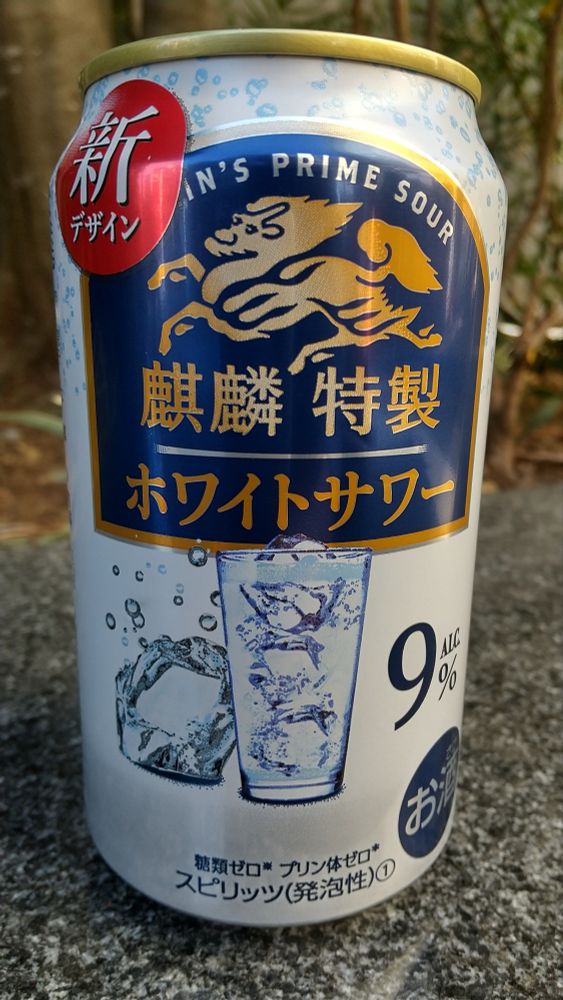 新
デザイン
IN'S PRIME SOUR
麒麟 特製
ホワイトサワー
9 ALC. %
お酒
糖類ゼロ※ プリン体ゼロ※
スピリッツ(発泡性)①